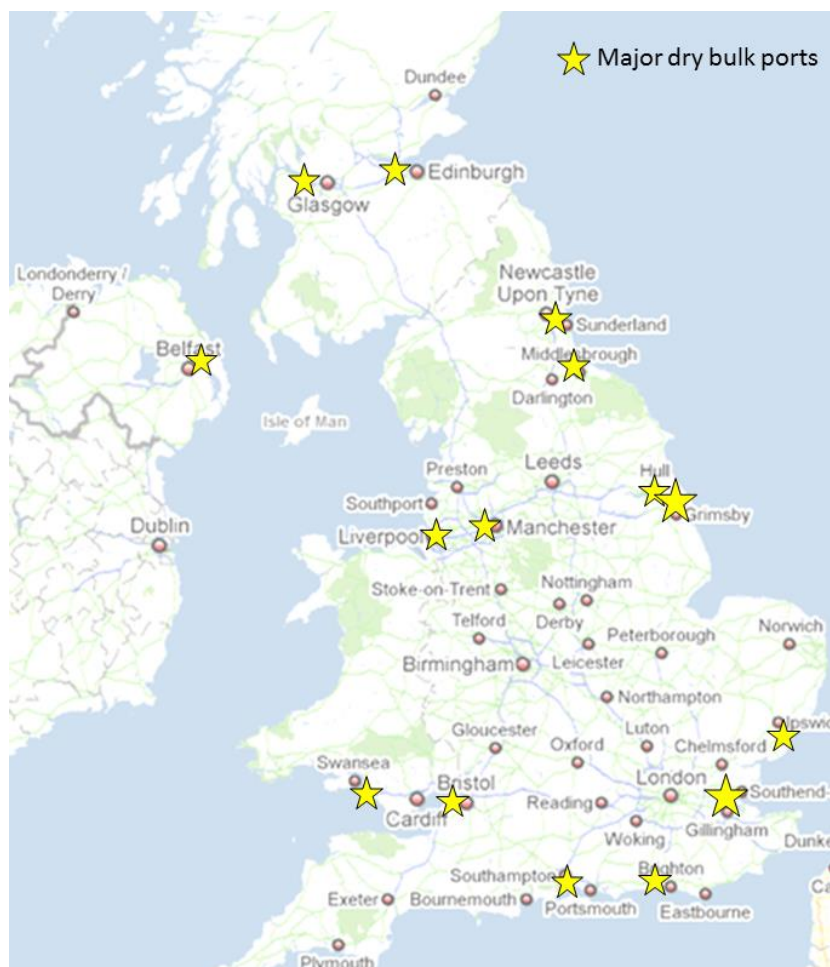 Major dry bulk ports
Dundee
Edinburgh
Glasgow
Londonderry /
Derry
Newcastle
Upon Tyne
Sunderland
Belfast
Middlesbrough
Darlington
Isle of Man
Preston
Leeds
Hull
Southport
Grimsby
Dublin
Liverpool
Manchester
Stoke-on-Trent
Nottingham
Derby
Telford
Peterborough
Norwich
Birmingham
Leicester
Northampton
Ipswic
Gloucester
Oxford
Luton
Chelmsford
Swansea
Bristol
London
Southend-
Cardiff
Reading
Gillingham
Woking
Dunke
Southampton
Brighton
Ca
Exeter
Bournemouth
Portsmouth
Eastbourne
Plymouth